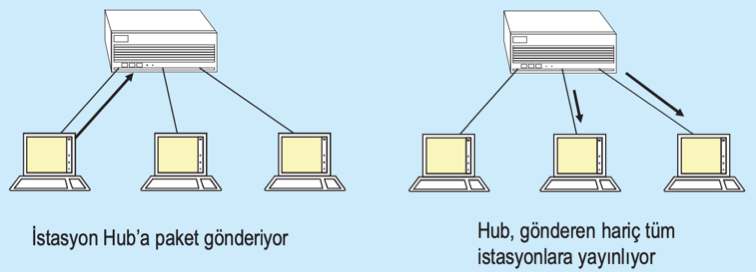 İstasyon Hub'a paket gönderiyor
Hub, gönderen hariç tüm
istasyonlara yayınlıyor